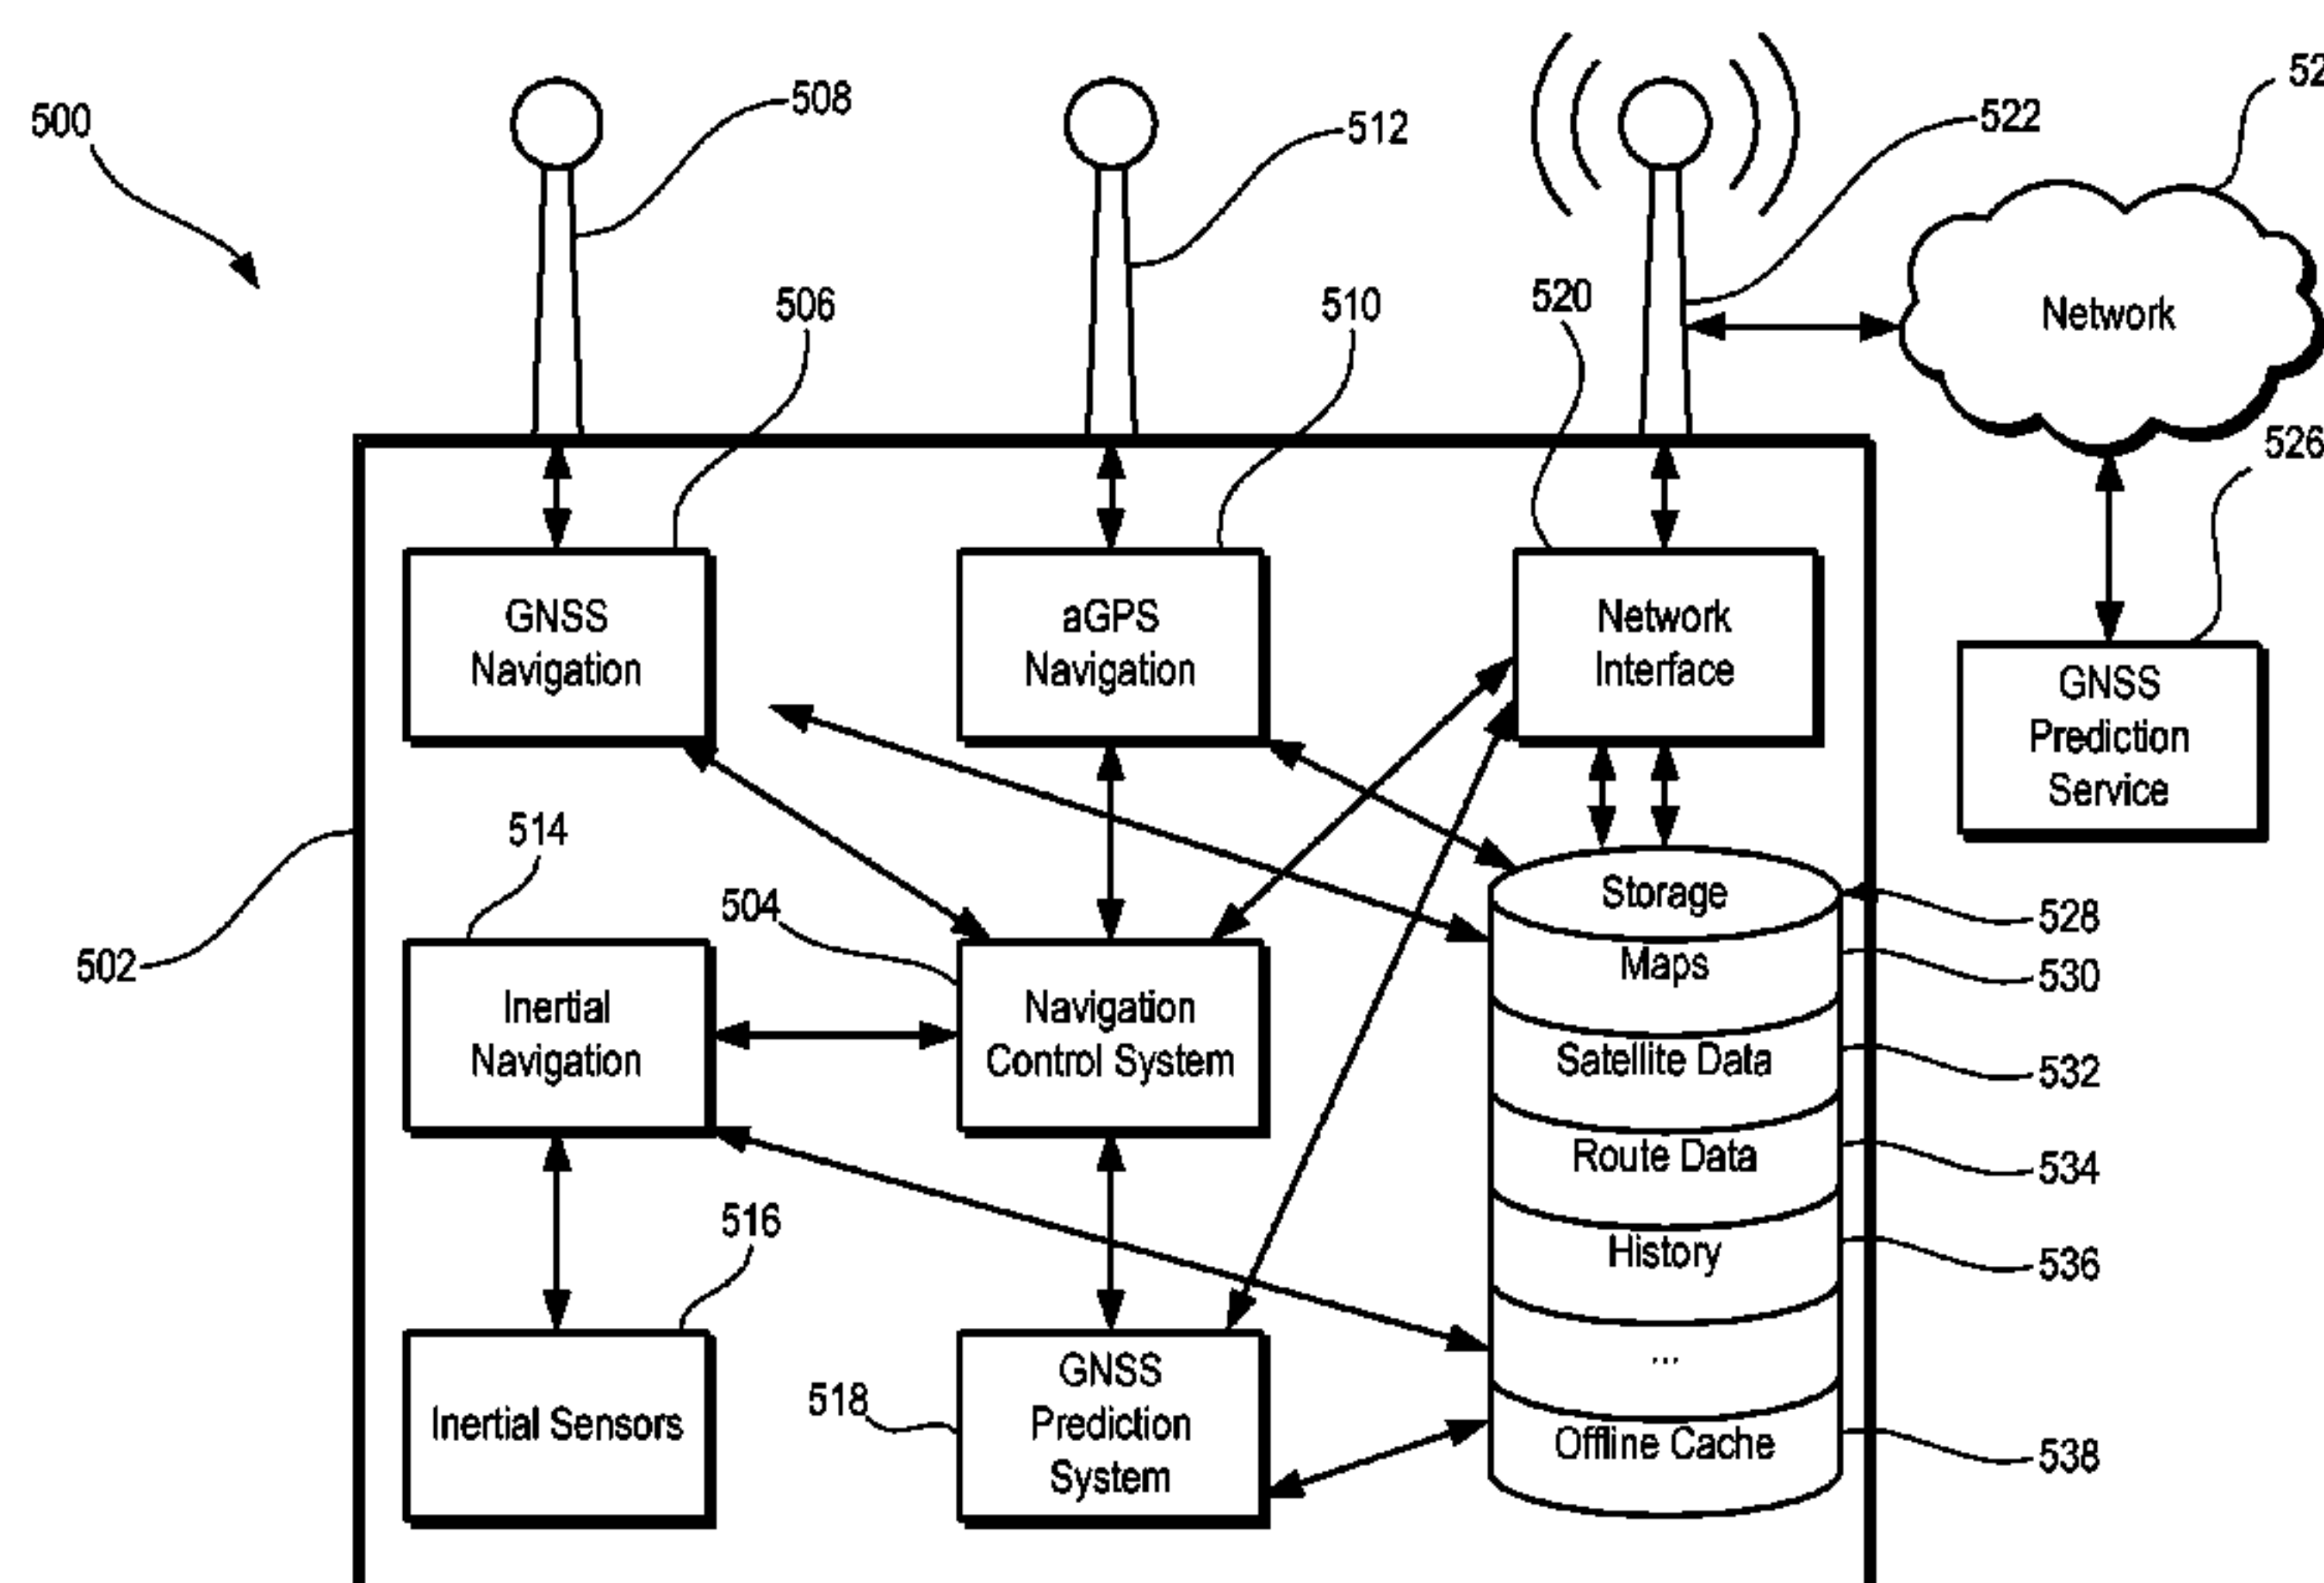 52
500
508
512
522
506
510
520
Network
526
GNSS
Navigation
aGPS
Navigation
Network
Interface
GNSS
Prediction
Service
514
504
502
Storage
528
Maps
530
Inertial
Navigation
Navigation
Control System
Satellite Data
532
Route Data
534
516
History
536
...
518
Inertial Sensors
GNSS
Prediction
System
Offline Cache
538